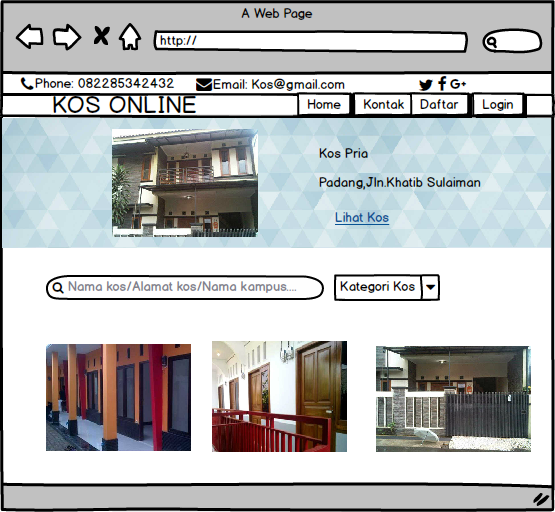 A Web Page
http://
Phone: 082285342432 Email: Kos@gmail.com G+
KOS ONLINE Home Kontak Daftar Login
Kos Pria
Padang,Jln.Khatib Sulaiman
Lihat Kos
Nama kos/Alamat kos/Nama kampus.... Kategori Kos